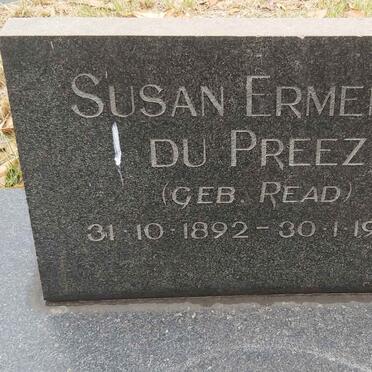 SUSAN ERME
DU PREEZ
(GEB. READ)
31·10·1892 – 30·1·19